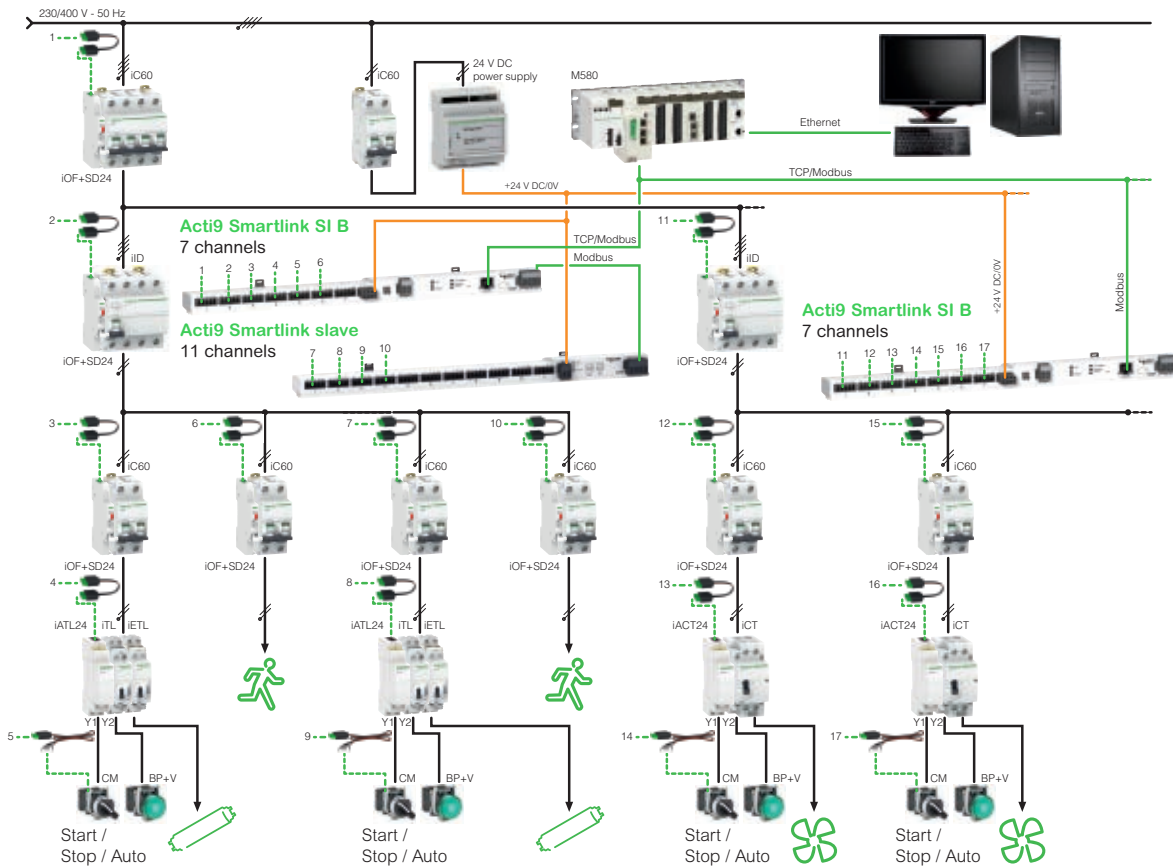 230/400 V - 50 Hz
1
iC60
iC60
24 V DC
power supply
M580
Ethernet
iOF+SD24
+24 V DC/0V
TCP/Modbus
2
Acti9 Smartlink SI B
7 channels
11
iID
TCP/Modbus
iID
1 2 3 4 5 6
Modbus
+24 V DC/0V
Modbus
Acti9 Smartlink SI B
7 channels
Acti9 Smartlink slave
11 channels
iOF+SD24
7 8 9 10
iOF+SD24
11 12 13 14 15 16 17
3
6
7
10
12
15
iC60
iC60
iC60
iC60
iC60
iC60
iOF+SD24
iOF+SD24
iOF+SD24
iOF+SD24
iOF+SD24
iOF+SD24
4
8
13
16
iATL24 iTL iETL
iATL24 iTL iETL
iACT24 iCT
iACT24 iCT
Y1 Y2
Y1 Y2
Y1 Y2
Y1 Y2
5
9
14
17
CM BP+V
CM BP+V
CM BP+V
CM BP+V
Start /
Stop / Auto
Start /
Stop / Auto
Start /
Stop / Auto
Start /
Stop / Auto